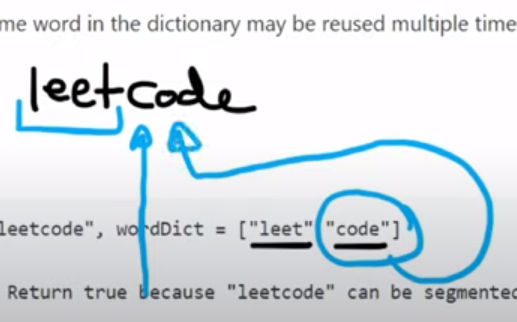 me word in the dictionary may be reused multiple time
leetcode
leetcode", wordDict = ["leet" "code"]
Return true because "leetcode" can be segmented